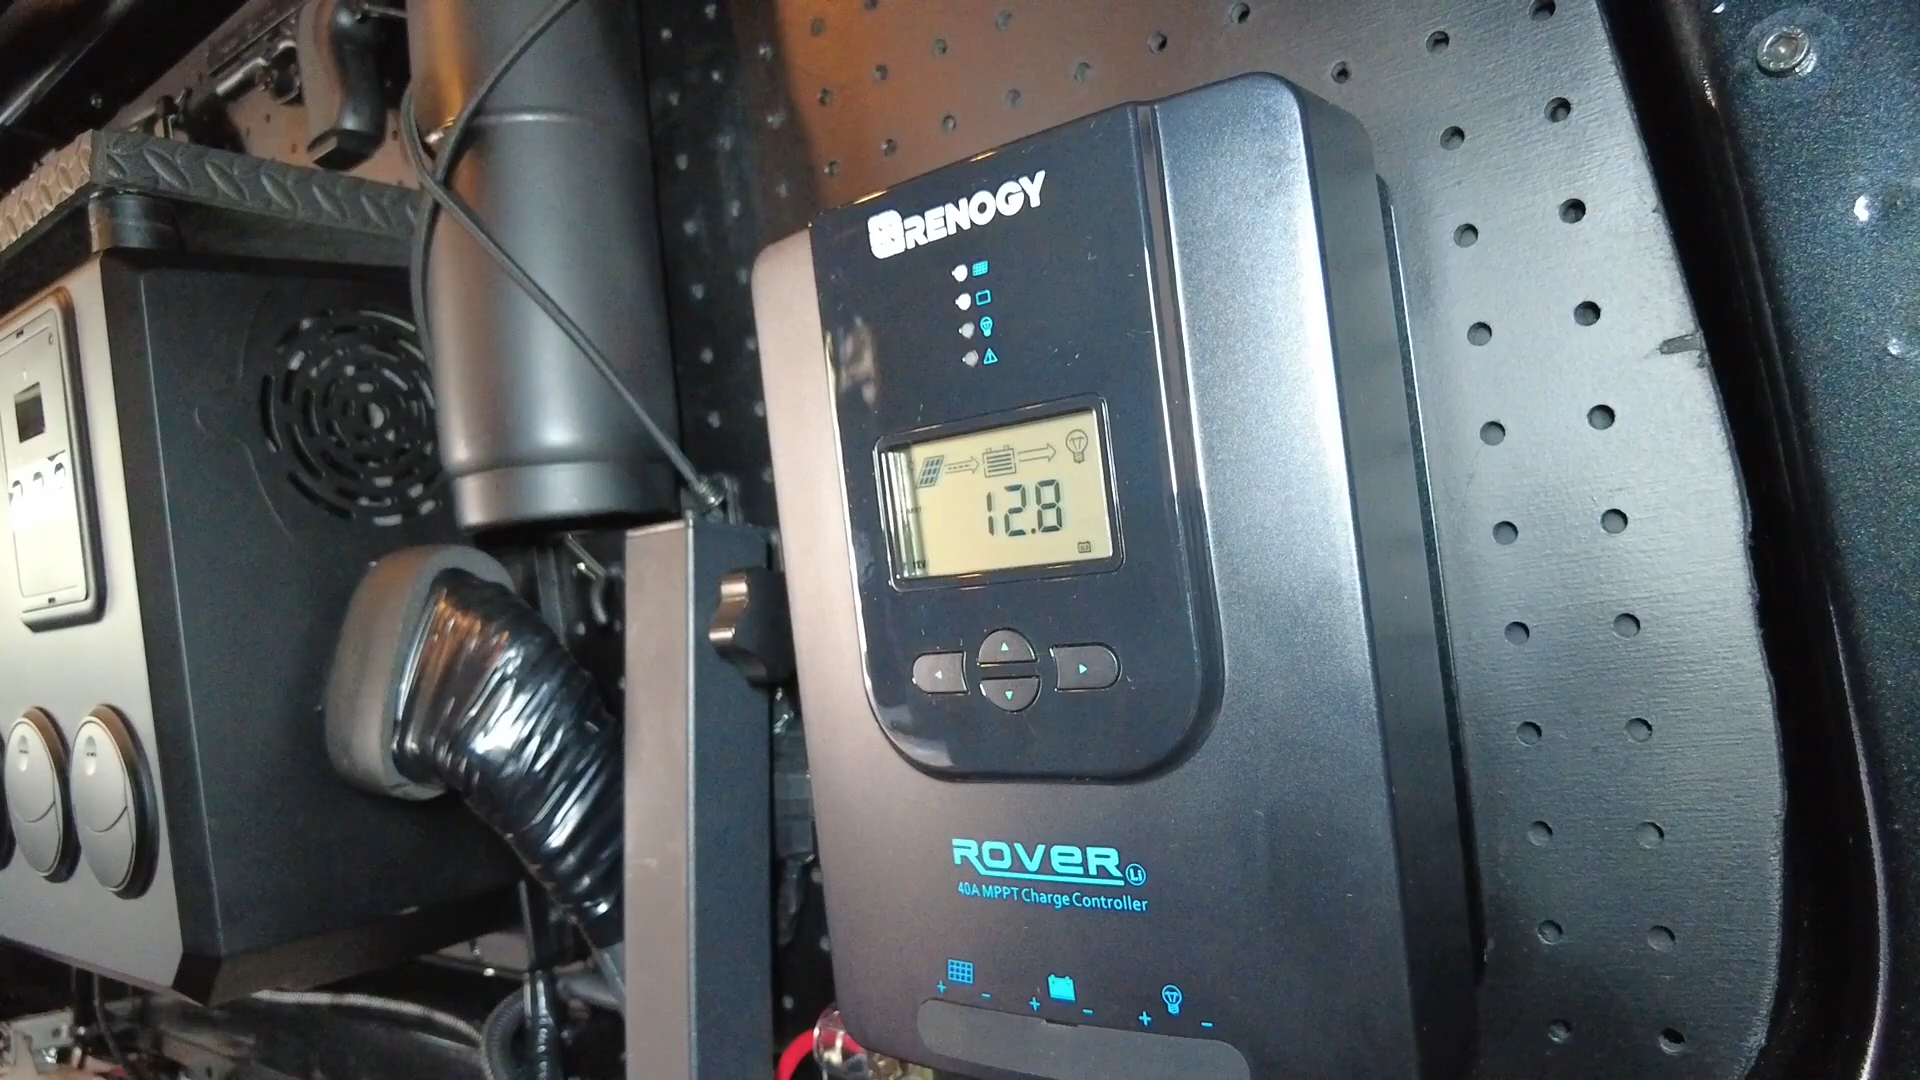 RENOGY
12.8
ROVER Li
40A MPPT Charge Controller
+ - + - + -